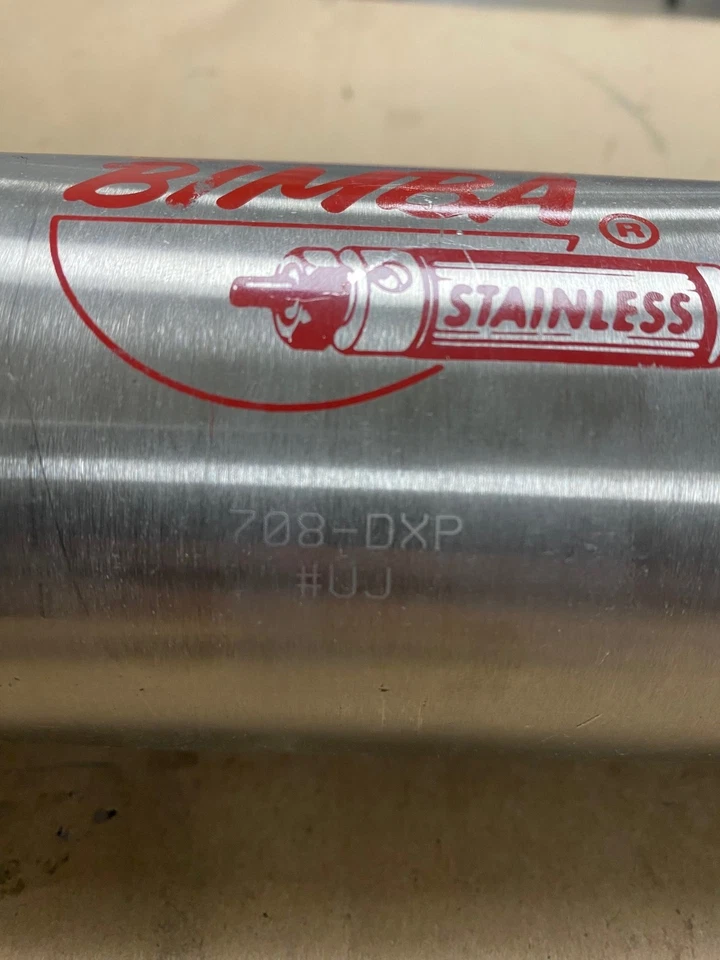 BIMBA ®
STAINLESS
708-DXP
#UJ